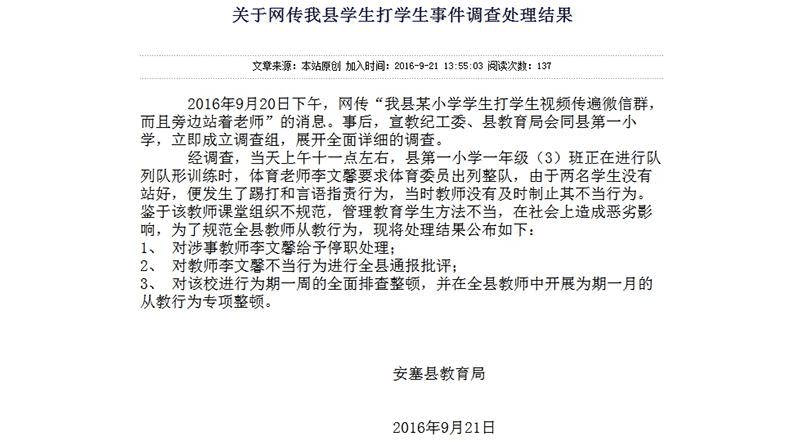 关于网传我县学生打学生事件调查处理结果
文章来源：本站原创 加入时间：2016-9-21 13:55:03 阅读次数：137
2016年9月20日下午，网传“我县某小学学生打学生视频传遍微信群，
而且旁边站着老师”的消息。事后，宣教纪工委、县教育局会同县第一小
学，立即成立调查组，展开全面详细的调查。
经调查，当天上午十一点左右，县第一小学一年级（3）班正在进行队
列队形训练时，体育老师李文馨要求体育委员出列整队，由于两名学生没有
站好，便发生了踢打和言语指责行为，当时教师没有及时制止其不当行为。
鉴于该教师课堂组织不规范，管理教育学生方法不当，在社会上造成恶劣影
响，为了规范全县教师从教行为，现将处理结果公布如下：
1、 对涉事教师李文馨给予停职处理；
2、 对教师李文馨不当行为进行全县通报批评；
3、 对该校进行为期一周的全面排查整顿，并在全县教师中开展为期一月的
从教行为专项整顿。
安塞县教育局
2016年9月21日